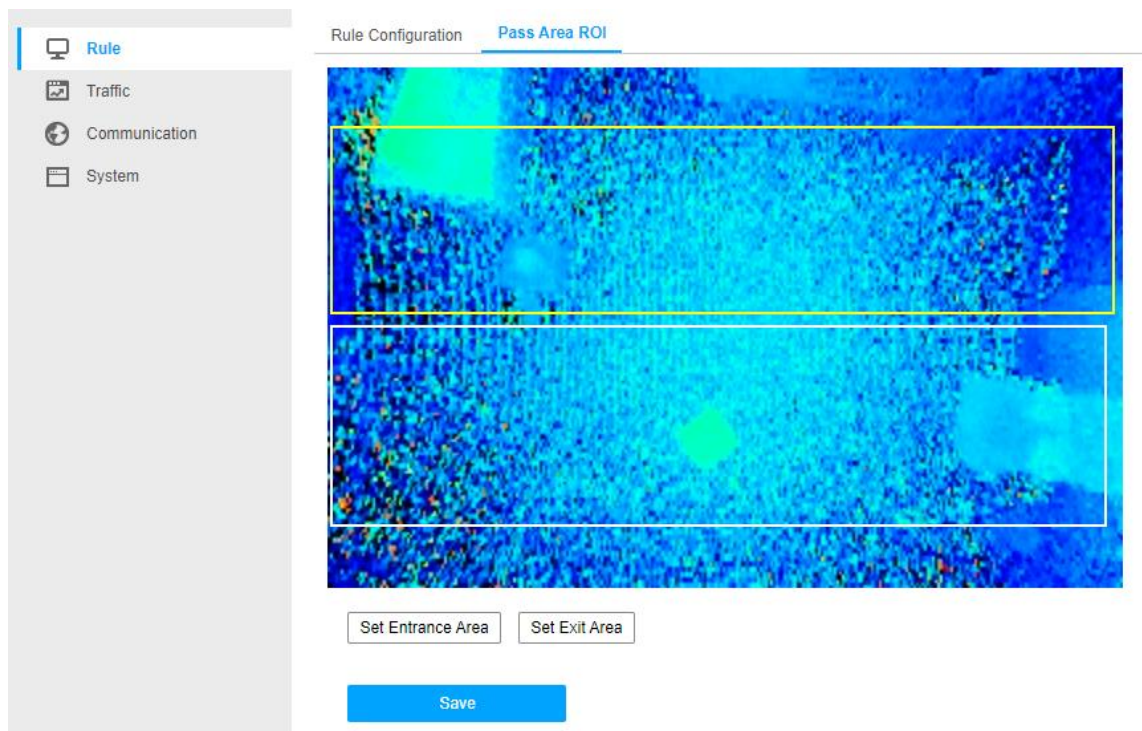 Rule
Traffic
Communication
System
Rule Configuration
Pass Area ROI
Set Entrance Area
Set Exit Area
Save